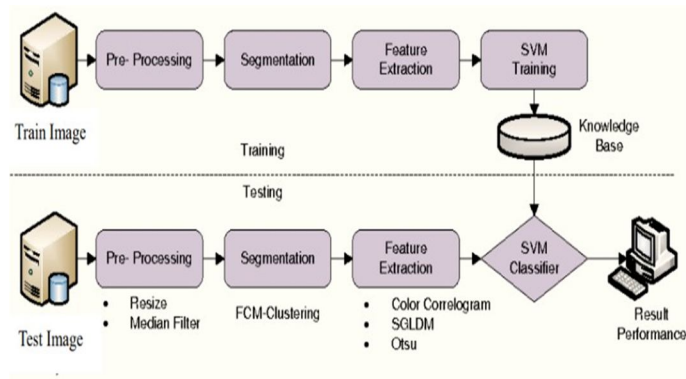 Pre- Processing
Segmentation
Feature
Extraction
SVM
Training
Train Image
Knowledge
Base
Training
Testing
Pre- Processing
Segmentation
Feature
Extraction
SVM
Classifier
• Resize
• Median Filter
FCM-Clustering
• Color Correlogram
• SGLDM
• Otsu
Test Image
Result
Performance